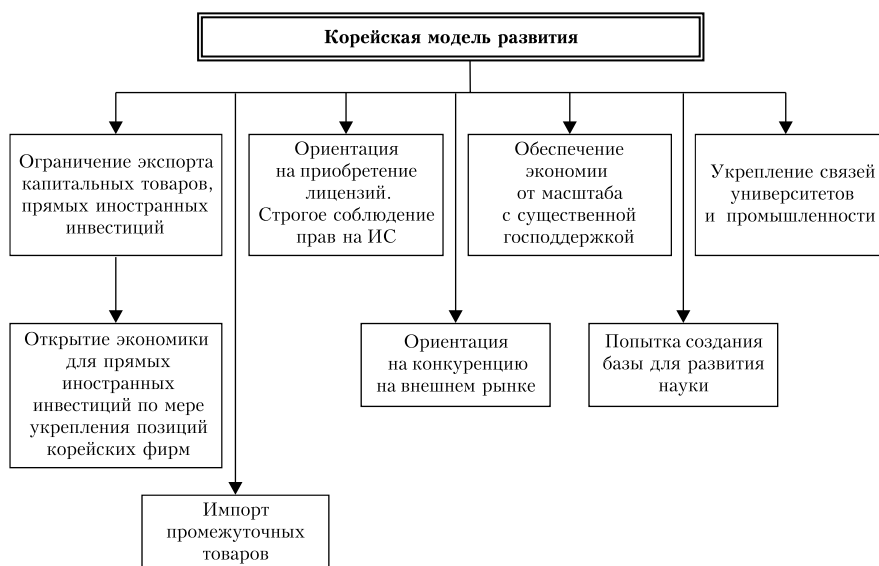 Корейская модель развития
Ограничение экспорта
капитальных товаров,
прямых иностранных
инвестиций
Ориентация
на приобретение
лицензий.
Строгое соблюдение
прав на ИС
Обеспечение
экономии
от масштаба
с существенной
господдержкой
Укрепление связей
университетов
и промышленности
Открытие экономики
для прямых
иностранных
инвестиций по мере
укрепления позиций
корейских фирм
Ориентация
на конкуренцию
на внешнем рынке
Попытка создания
базы для развития
науки
Импорт
промежуточных
товаров